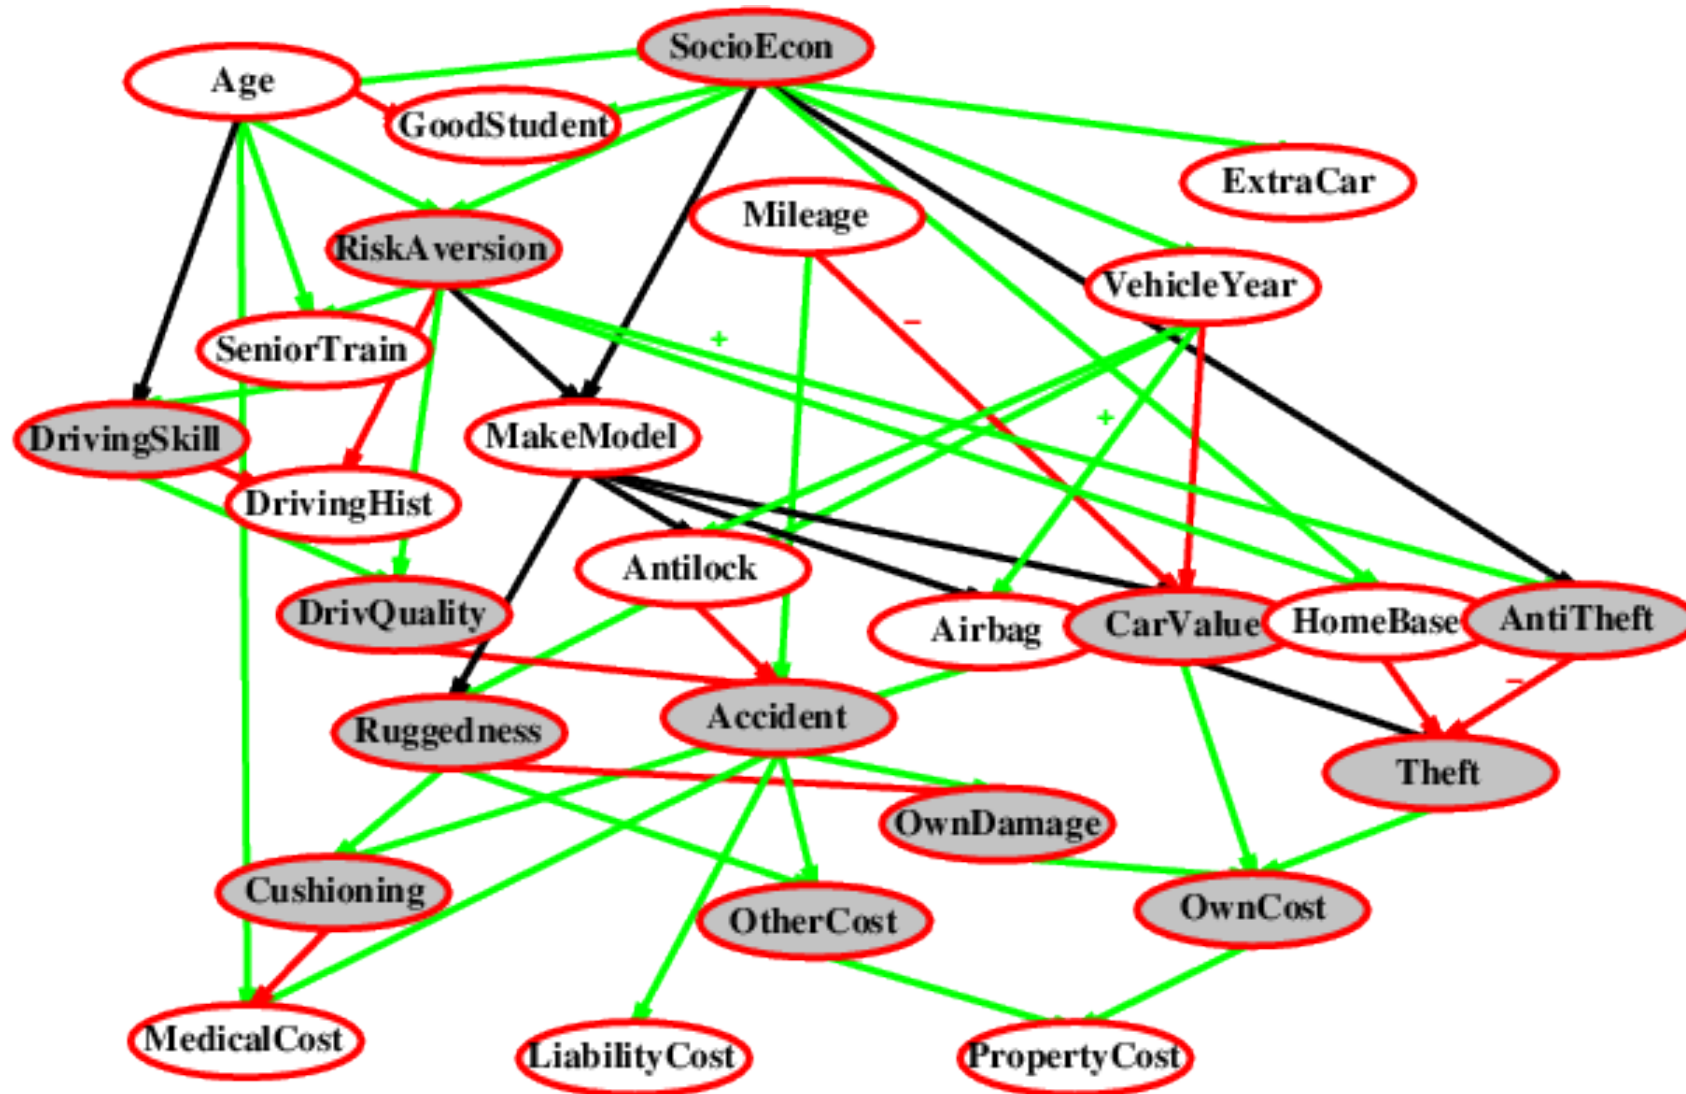 SocioEcon
Age
GoodStudent
ExtraCar
Mileage
RiskAversion
VehicleYear
−
+
SeniorTrain
+
DrivingSkill
MakeModel
DrivingHist
Antilock
DrivQuality
Airbag
CarValue
HomeBase
AntiTheft
−
Ruggedness
Accident
Theft
OwnDamage
Cushioning
OtherCost
OwnCost
MedicalCost
LiabilityCost
PropertyCost